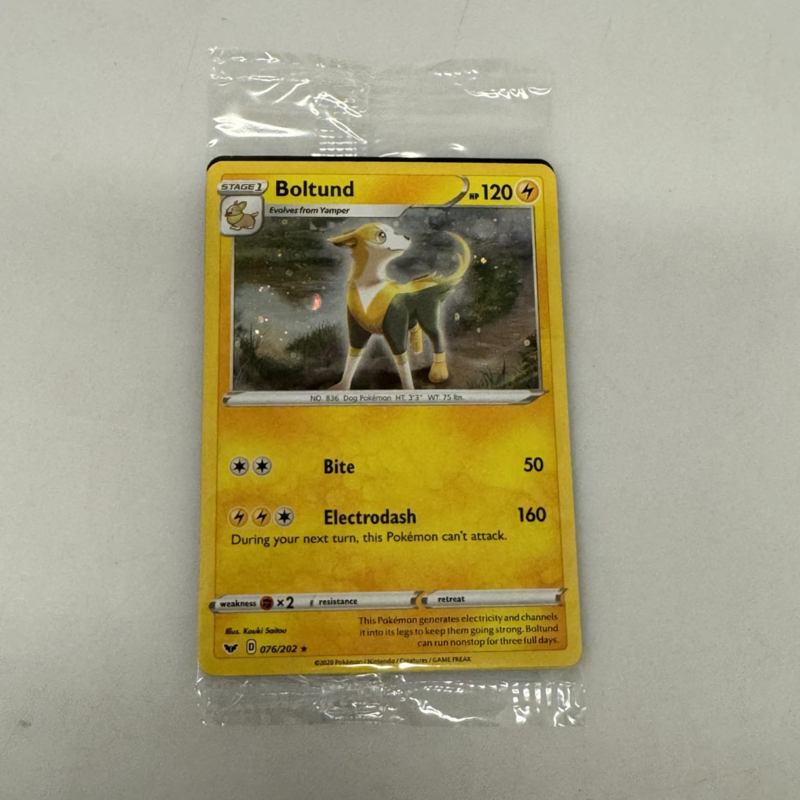 STAGE 1 Boltund HP 120
Evolves from Yamper
NO. 836 Dog Pokémon HT: 3'3" WT: 75 lbs.
Bite 50
Electrodash 160
During your next turn, this Pokémon can't attack.
weakness ×2 resistance retreat
This Pokémon generates electricity and channels
it into its legs to keep them going strong. Boltund
can run nonstop for three full days.
Illus. Kouki Saitou
D 076/202 ★
©2020 Pokémon / Nintendo / Creatures / GAME FREAK